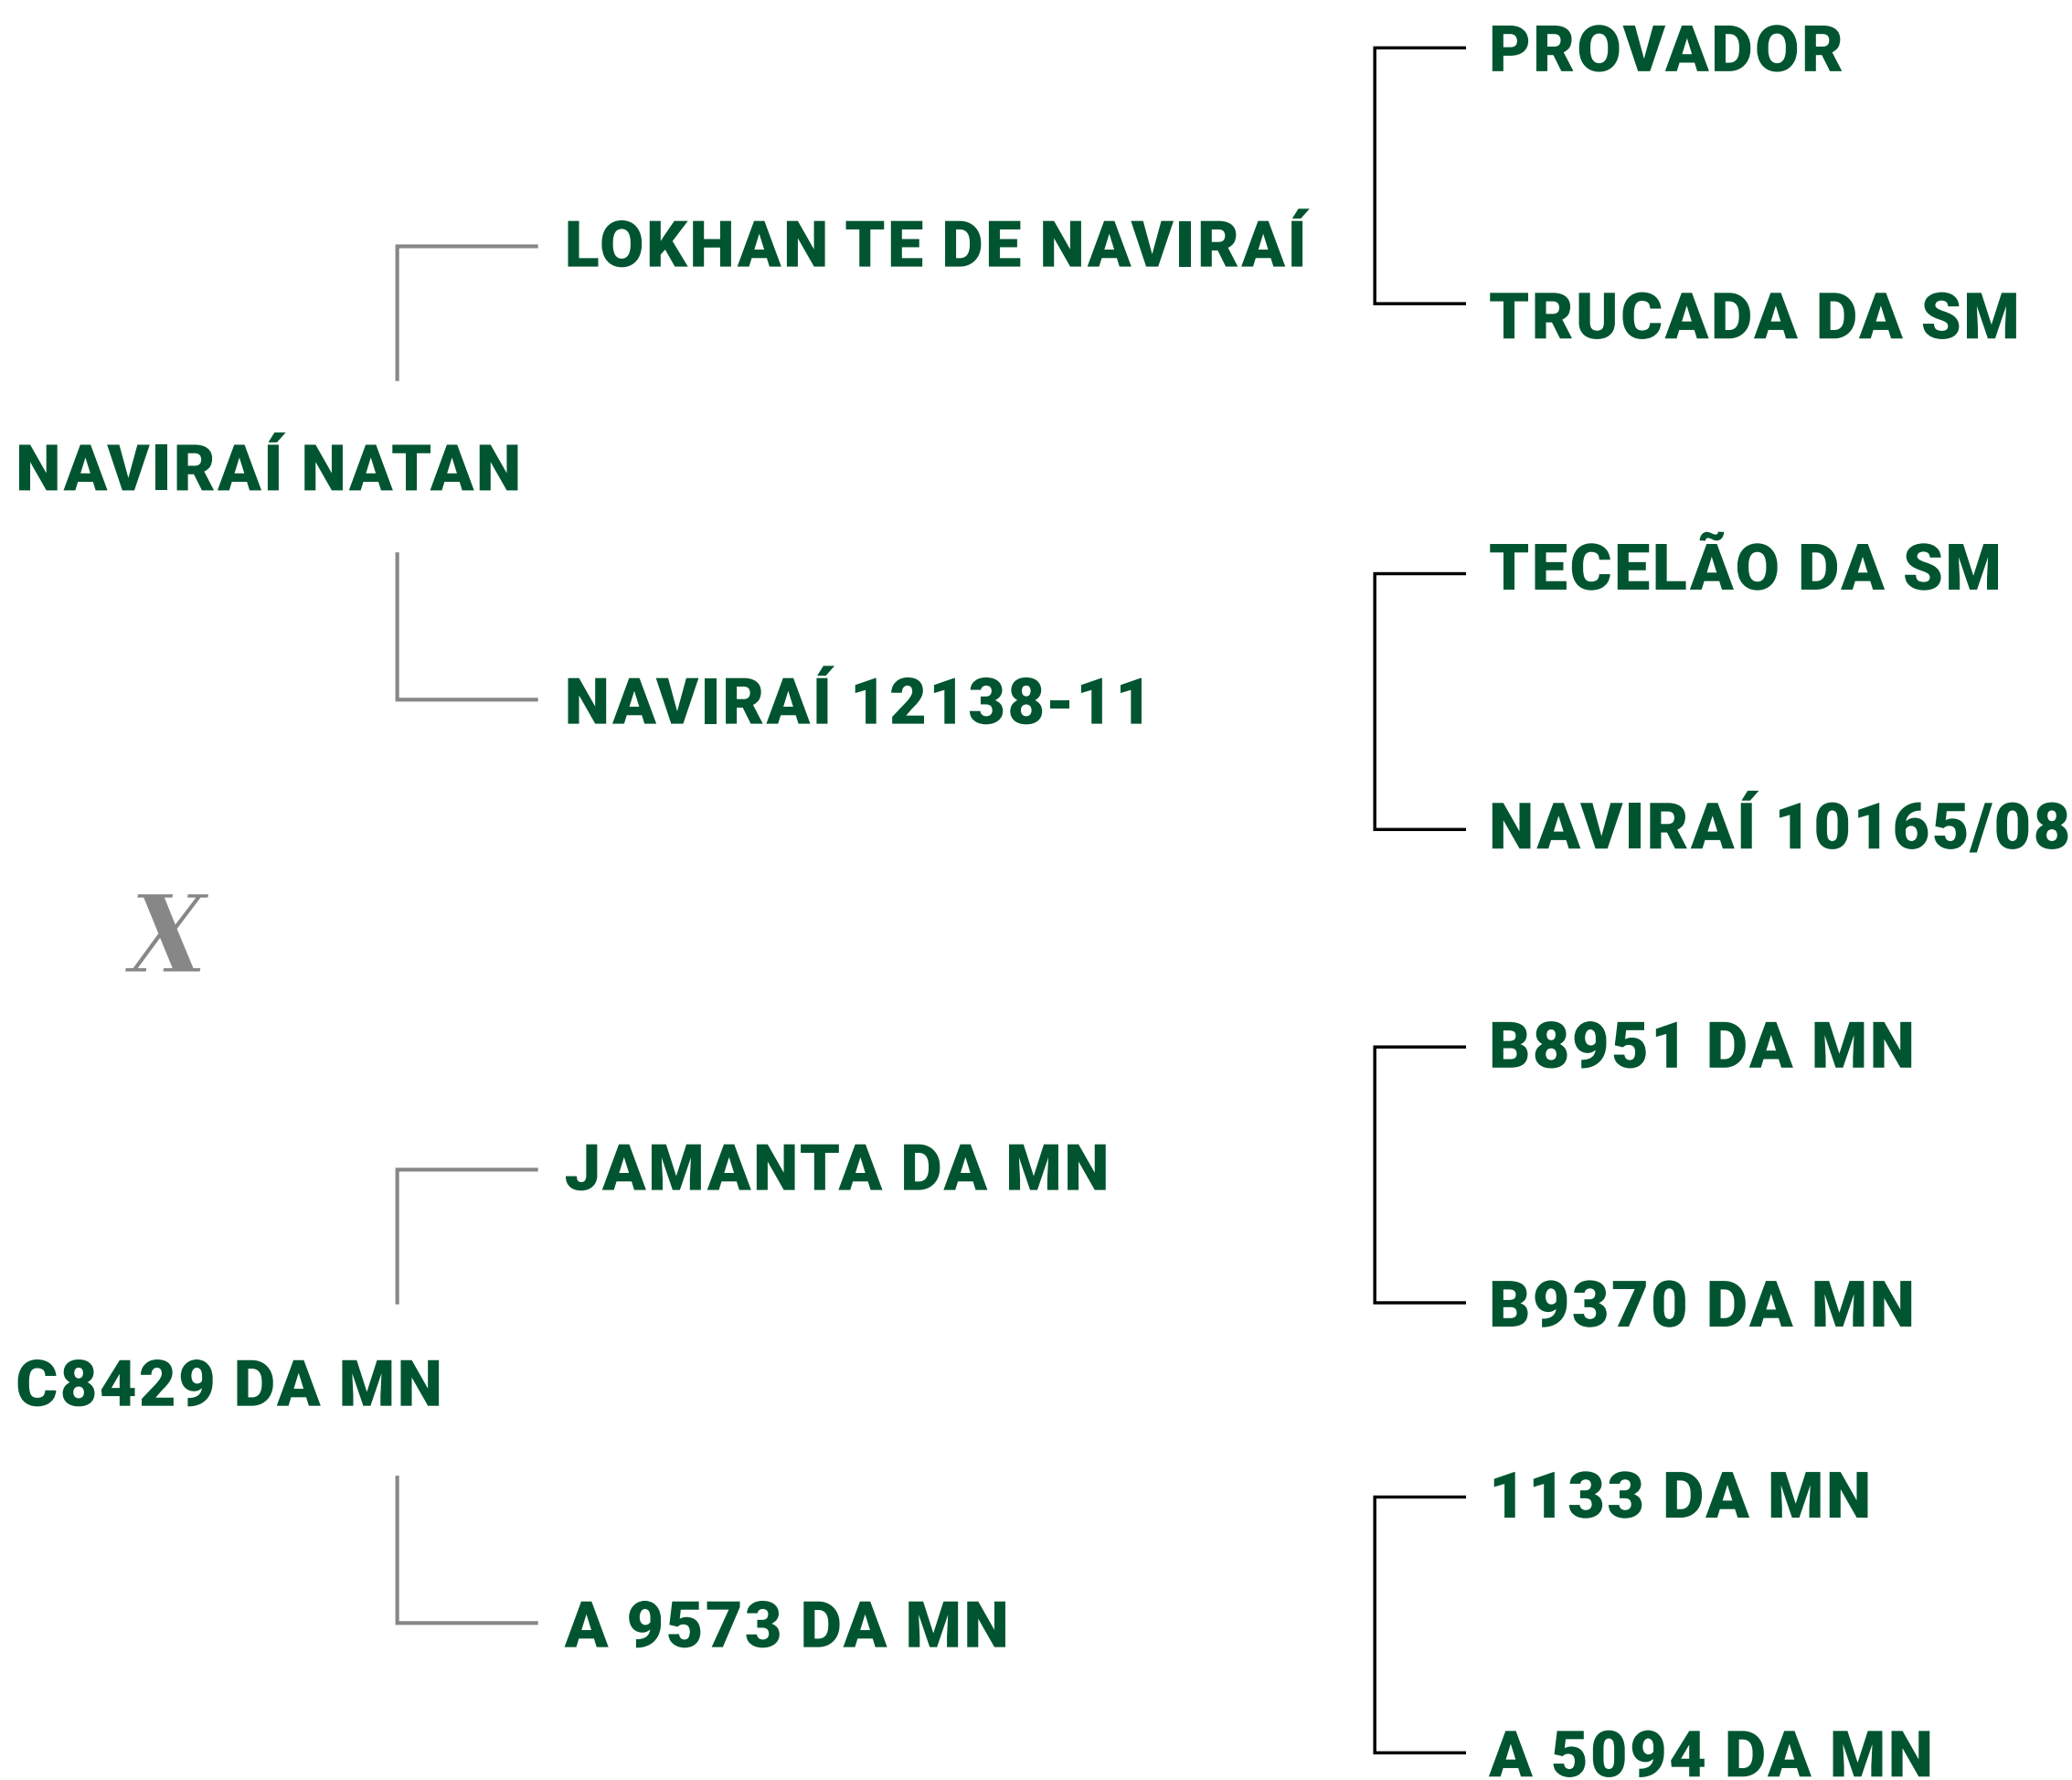 PROVADOR
LOKHAN TE DE NAVIRAÍ
TRUCADA DA SM
NAVIRAÍ NATAN
TECELÃO DA SM
NAVIRAÍ 12138-11
NAVIRAÍ 10165/08
X
B8951 DA MN
JAMANTA DA MN
B9370 DA MN
C8429 DA MN
1133 DA MN
A 9573 DA MN
A 5094 DA MN